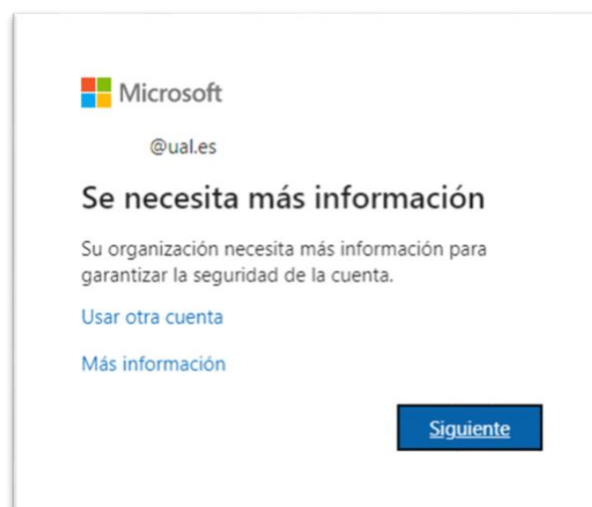 Microsoft
@ual.es
Se necesita más información
Su organización necesita más información para
garantizar la seguridad de la cuenta.
Usar otra cuenta
Más información
Siguiente